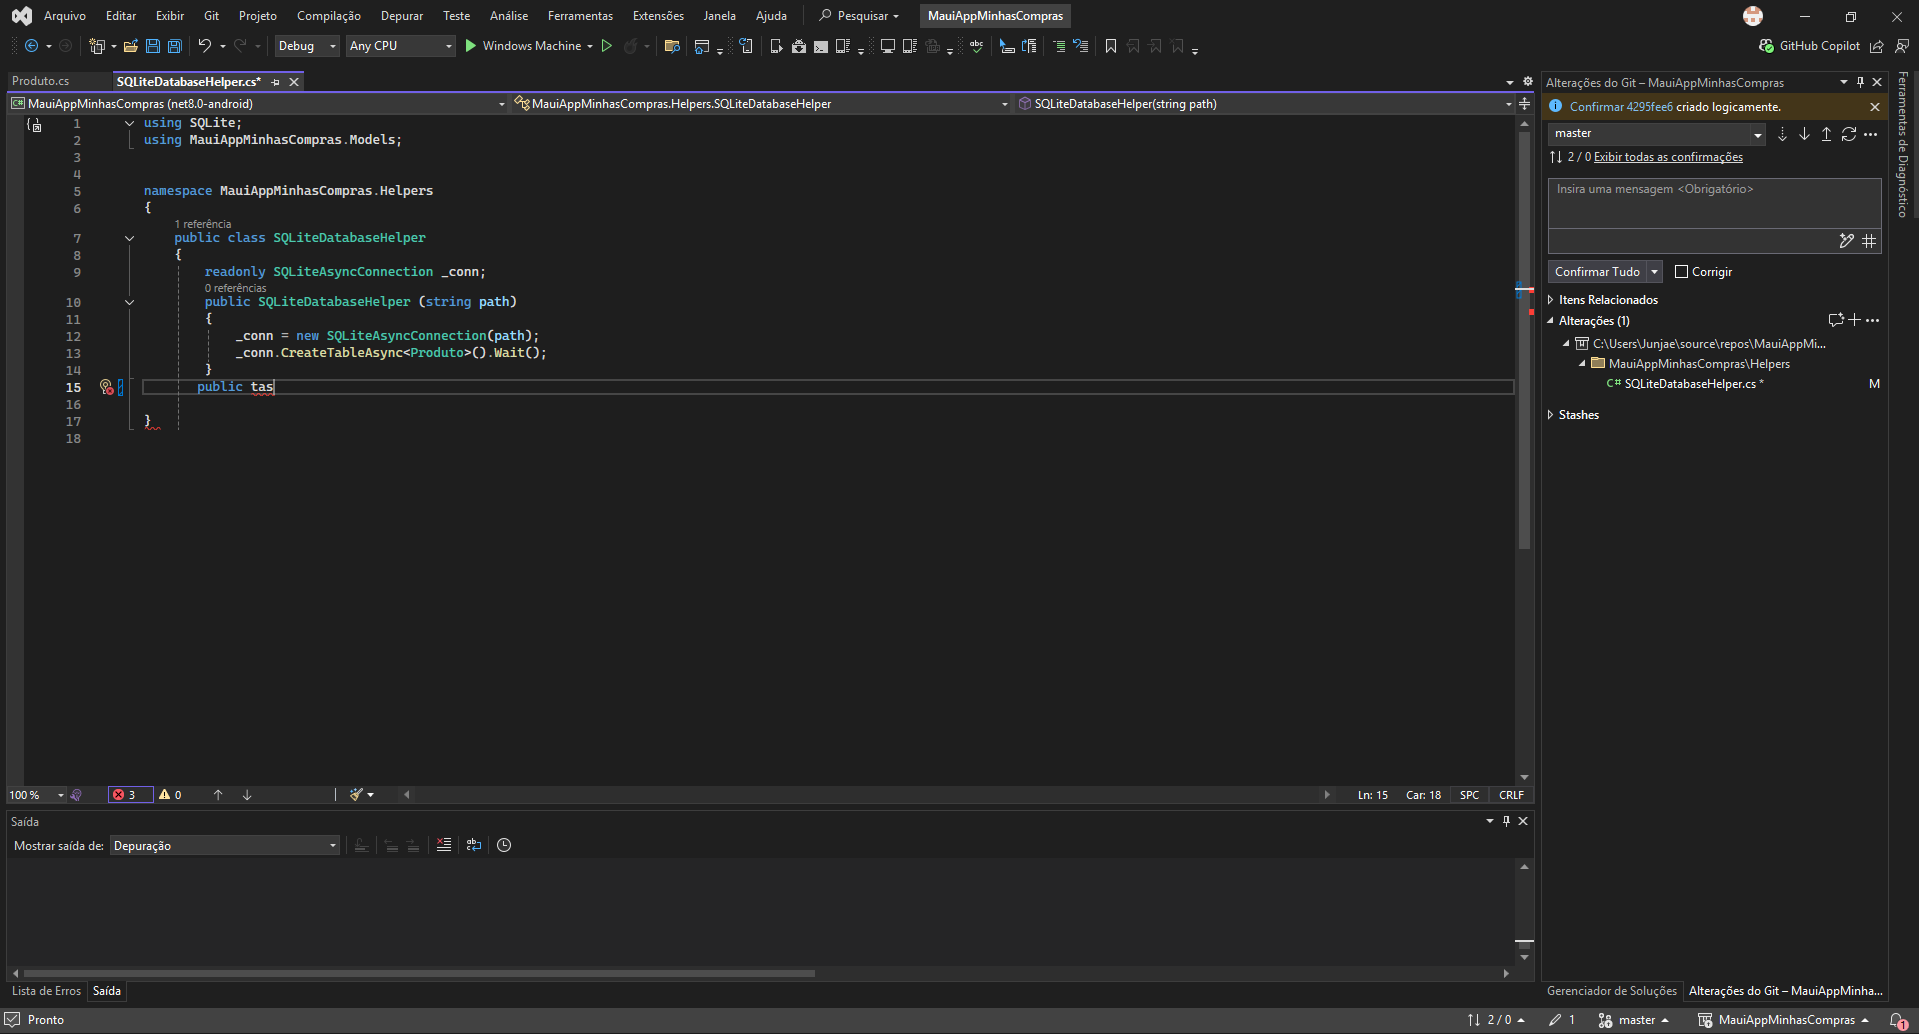 Arquivo Editar Exibir Git Projeto Compilação Depurar Teste Análise Ferramentas Extensões Janela Ajuda Pesquisar MauiAppMinhasCompras
Debug Any CPU Windows Machine GitHub Copilot
Produto.cs SQLiteDatabaseHelper.cs*
MauiAppMinhasCompras (net8.0-android) MauiAppMinhasCompras.Helpers.SQLiteDatabaseHelper SQLiteDatabaseHelper(string path)
1 using SQLite;
2 using MauiAppMinhasCompras.Models;
3
4
5 namespace MauiAppMinhasCompras.Helpers
6 {
1 referência
7 public class SQLiteDatabaseHelper
8 {
9 readonly SQLiteAsyncConnection _conn;
0 referências
10 public SQLiteDatabaseHelper (string path)
11 {
12 _conn = new SQLiteAsyncConnection(path);
13 _conn.CreateTableAsync<Produto>().Wait();
14 }
15 public tas
16
17 }
18
100 % 3 0 Ln: 15 Car: 18 SPC CRLF
Saída
Mostrar saída de: Depuração
Lista de Erros Saída
Alterações do Git – MauiAppMinhasCompras
Confirmar 4295fee6 criado logicamente.
master
2 / 0 Exibir todas as confirmações
Insira uma mensagem <Obrigatório>
Confirmar Tudo Corrigir
Itens Relacionados
Alterações (1)
C:\Users\Junjae\source\repos\MauiAppMi...
MauiAppMinhasCompras\Helpers
C# SQLiteDatabaseHelper.cs * M
Stashes
Gerenciador de Soluções Alterações do Git – MauiAppMinha...
Ferramentas de Diagnóstico
Pronto 2 / 0 1 master MauiAppMinhasCompras 1